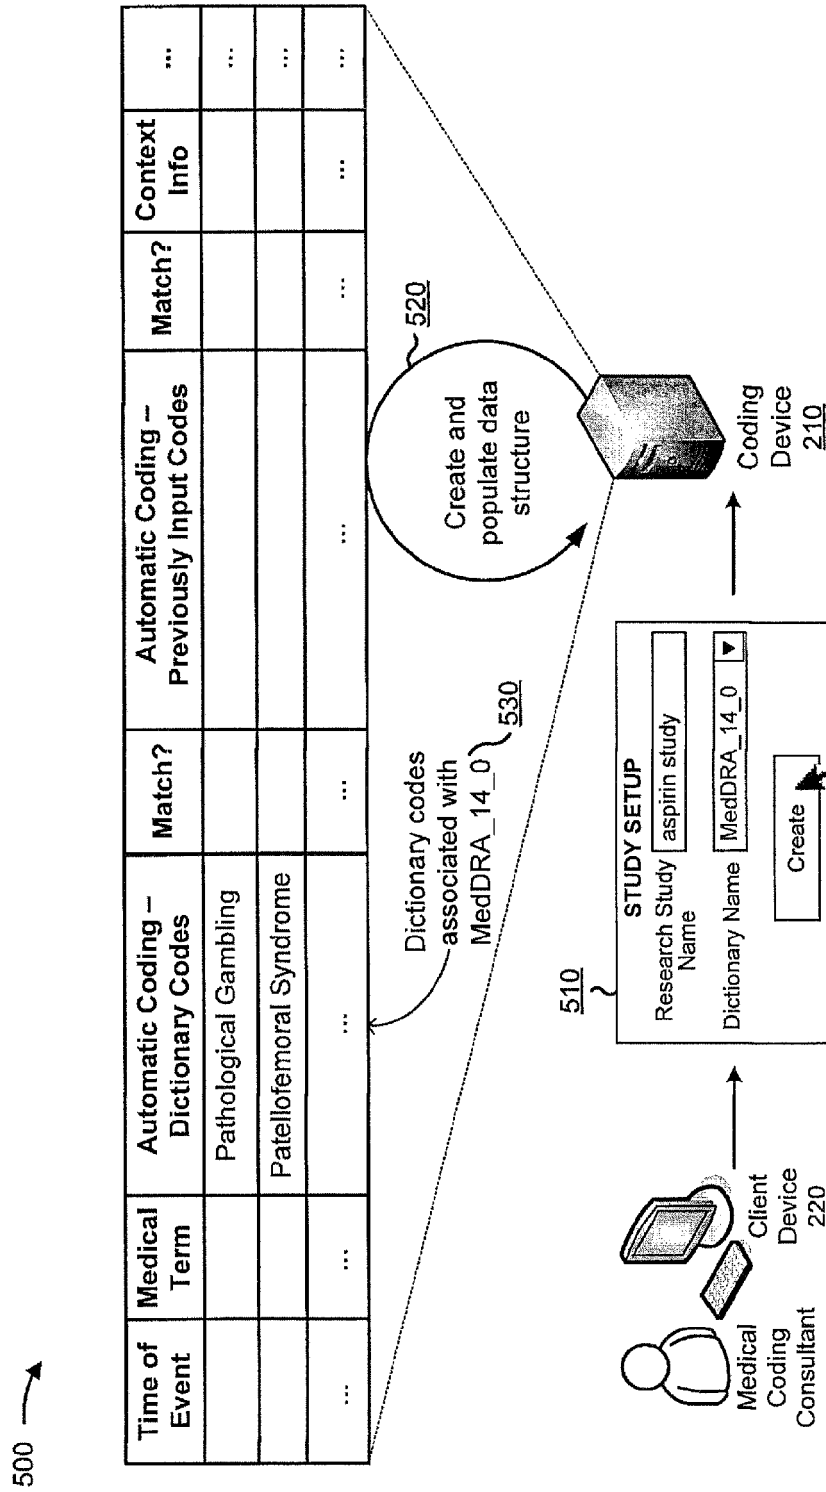 500
Time of Event
Medical Term
Automatic Coding – Dictionary Codes
Match?
Automatic Coding – Previously Input Codes
Match?
Context Info
...
Pathological Gambling
...
Patellofemoral Syndrome
...
...
...
...
...
...
...
...
...
Dictionary codes
associated with
MedDRA_14_0
530
Create and
populate data
structure
520
510
STUDY SETUP
Research Study
Name
aspirin study
Dictionary Name
MedDRA_14_0
Create
Medical
Coding
Consultant
Client
Device
220
Coding
Device
210